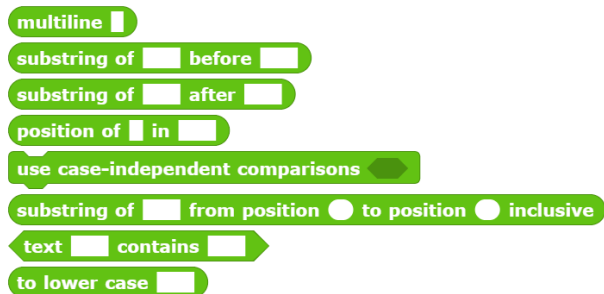 multiline
substring of before
substring of after
position of in
use case-independent comparisons
substring of from position to position inclusive
text contains
to lower case